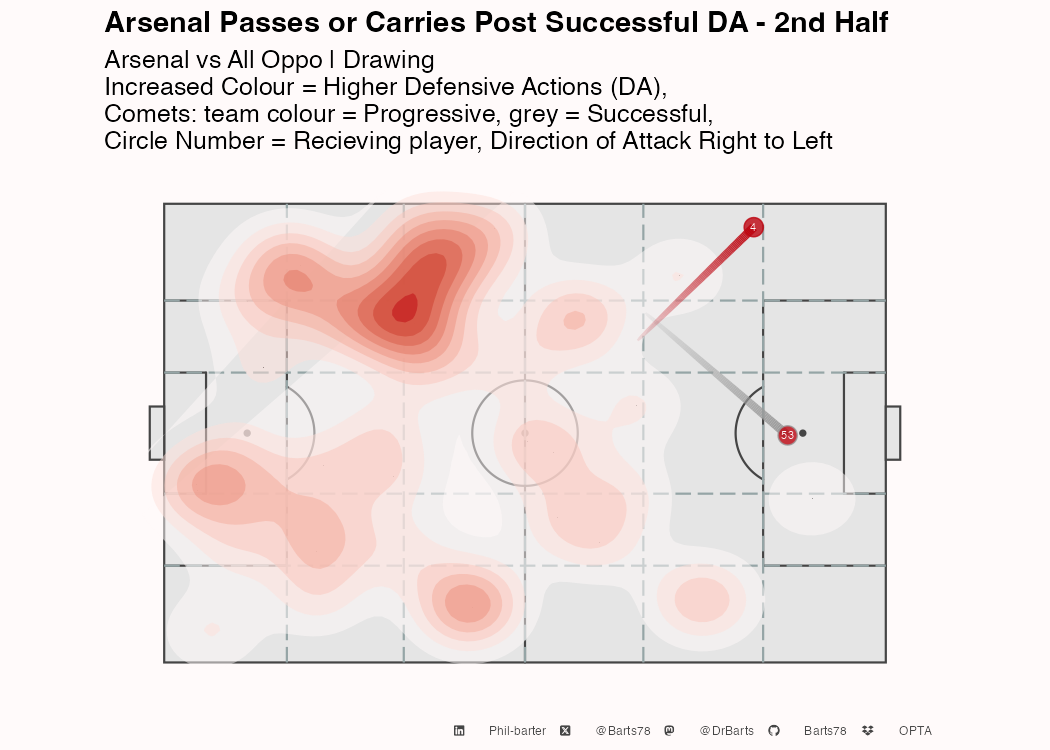 Arsenal Passes or Carries Post Successful DA - 2nd Half
Arsenal vs All Oppo | Drawing
Increased Colour = Higher Defensive Actions (DA),
Comets: team colour = Progressive, grey = Successful,
Circle Number = Recieving player, Direction of Attack Right to Left
4
53
Phil-barter @Barts78 @DrBarts Barts78 OPTA